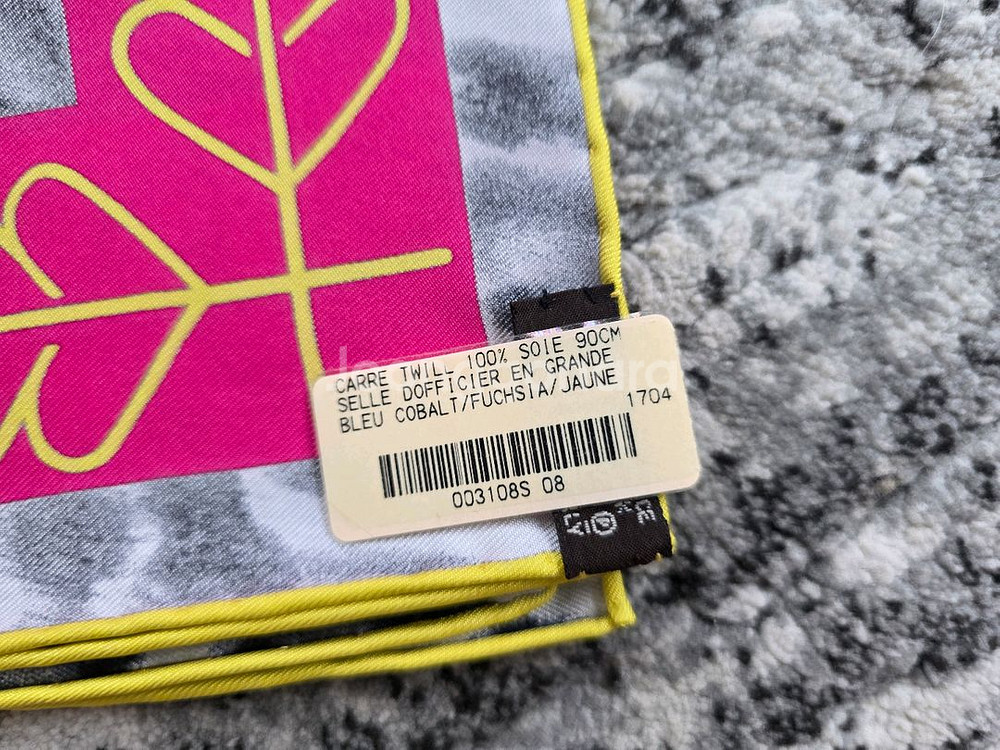 CARRE TWILL 100% SOIE 90CM
SELLE DOFFICIER EN GRANDE
BLEU COBALT/FUCHSIA/JAUNE
1704
003108S 08